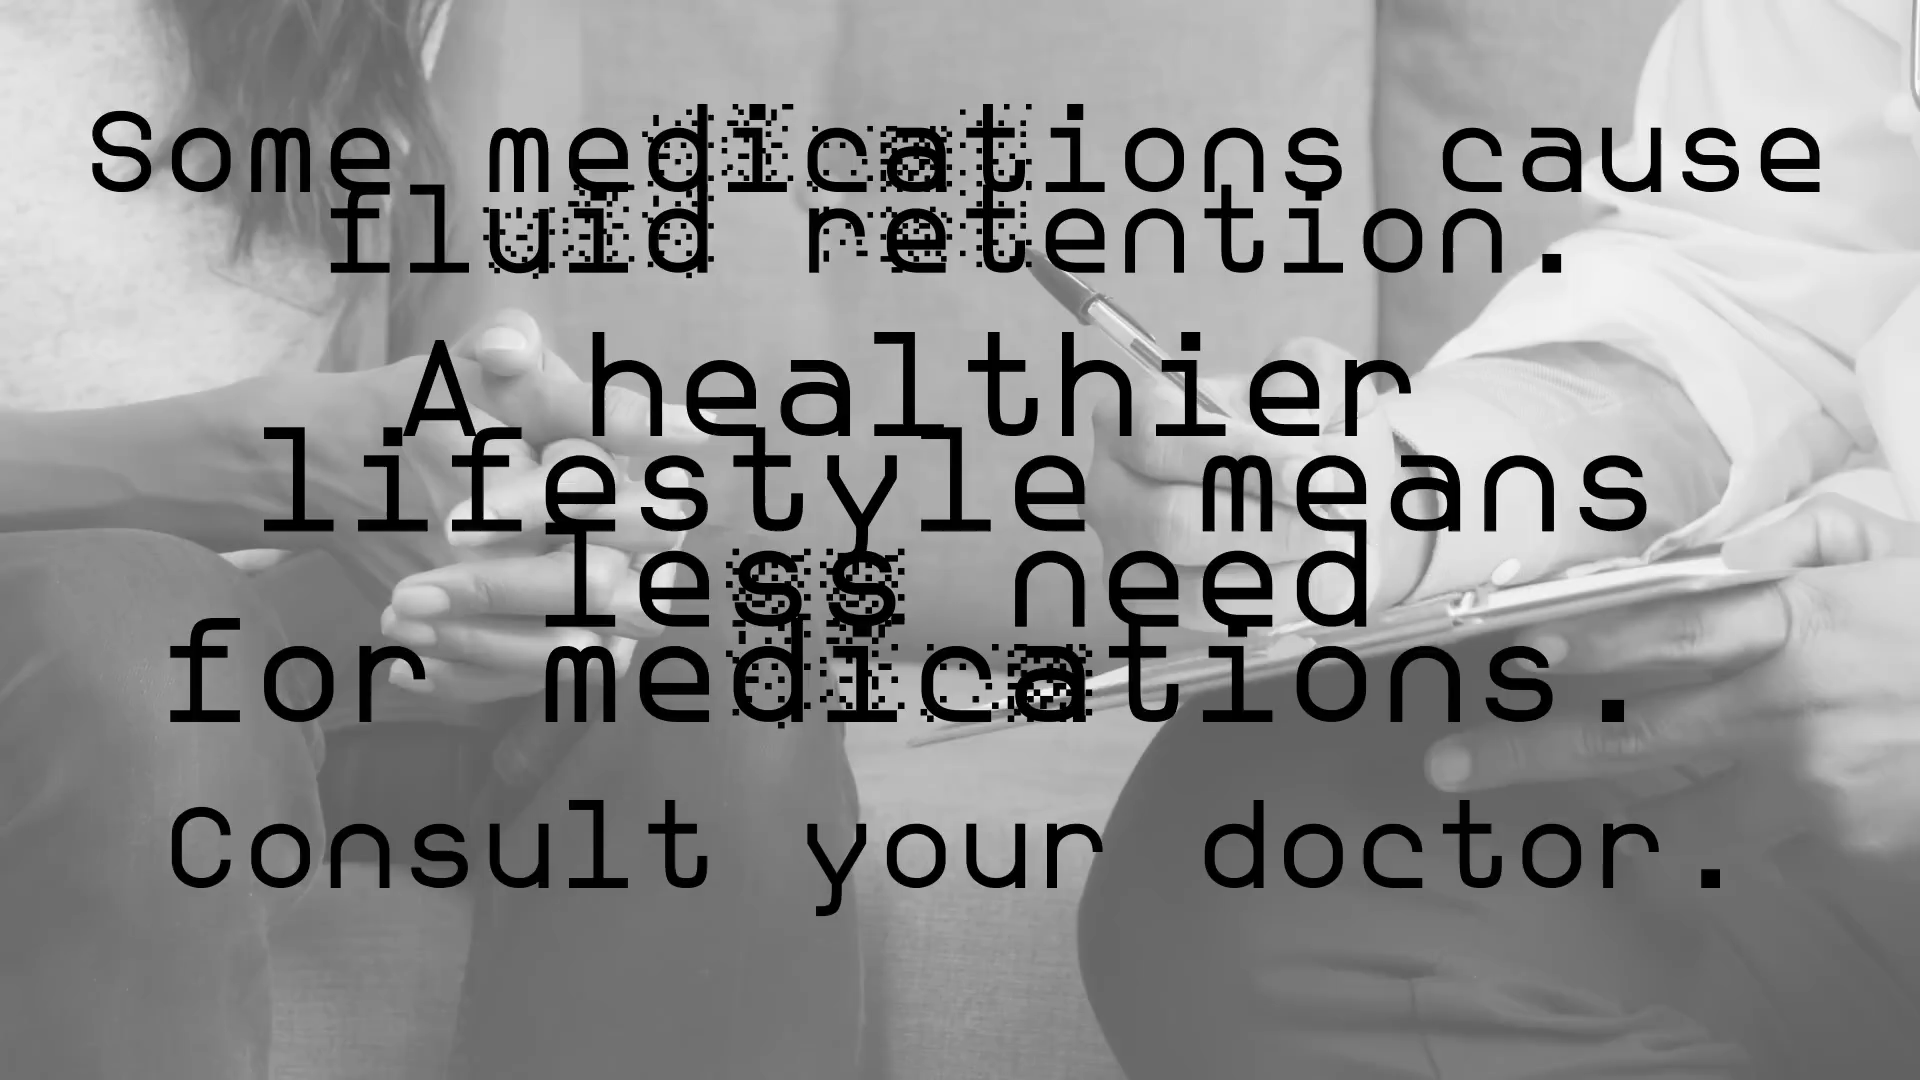 Some medications cause
fluid retention.
A healthier
lifestyle means
less need
for medications.
Consult your doctor.